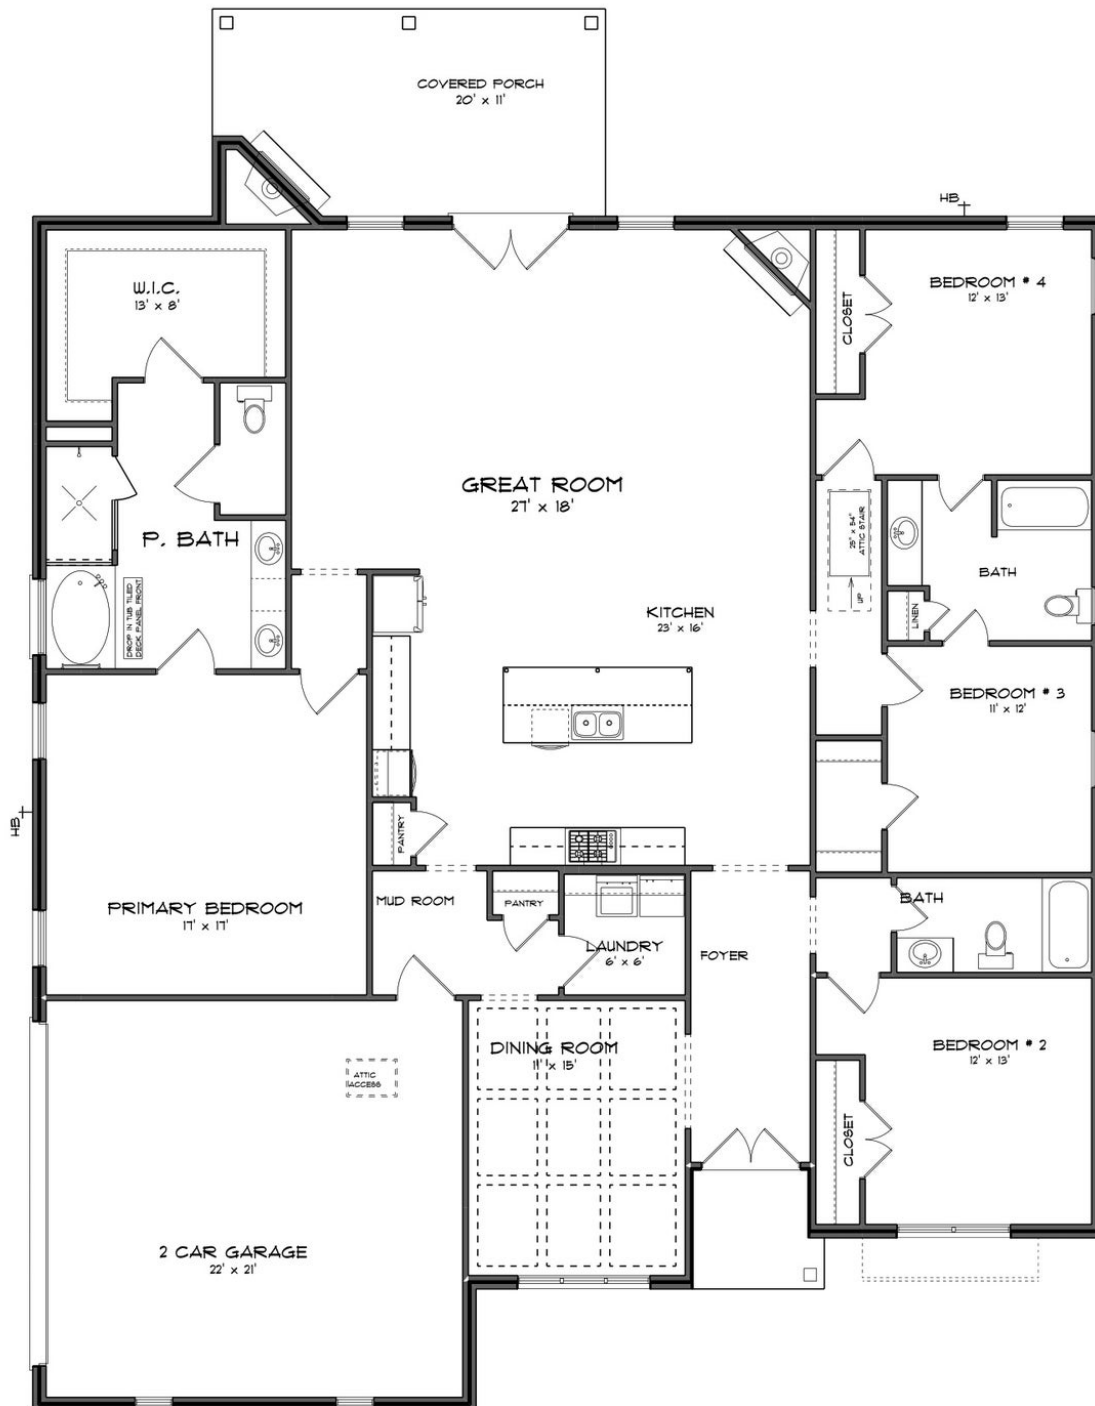 COVERED PORCH
20' x 11'
HB
W.I.C.
13' x 8'
CLOSET
BEDROOM # 4
12' x 13'
GREAT ROOM
27' x 18'
P. BATH
DROP IN TUB TILED
DECK, PANEL FRONT
25" x 54"
ATTIC STAIR
UP
BATH
LINEN
KITCHEN
23' x 16'
BEDROOM # 3
11' x 12'
HB
PANTRY
PRIMARY BEDROOM
17' x 17'
MUD ROOM
PANTRY
LAUNDRY
6' x 6'
FOYER
BATH
DINING ROOM
11' x 15'
BEDROOM # 2
12' x 13'
ATTIC
ACCESS
CLOSET
2 CAR GARAGE
22' x 21'